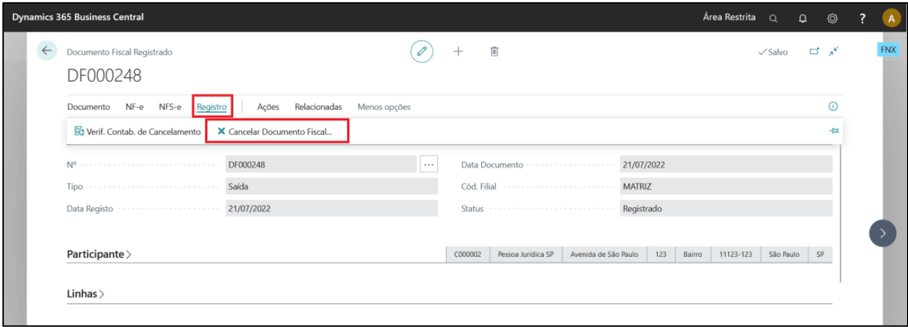 Dynamics 365 Business Central Área Restrita ? A
Documento Fiscal Registrado Salvo FNX
DF000248
Documento NF-e NFS-e Registro Ações Relacionadas Menos opções
Verif. Contab. de Cancelamento Cancelar Documento Fiscal...
Nº DF000248 ... Data Documento 21/07/2022
Tipo Saída Cód. Filial MATRIZ
Data Registo 21/07/2022 Status Registrado
Participante > C000002 Pessoa Jurídica SP Avenida de São Paulo 123 Bairro 11123-123 São Paulo SP
Linhas >